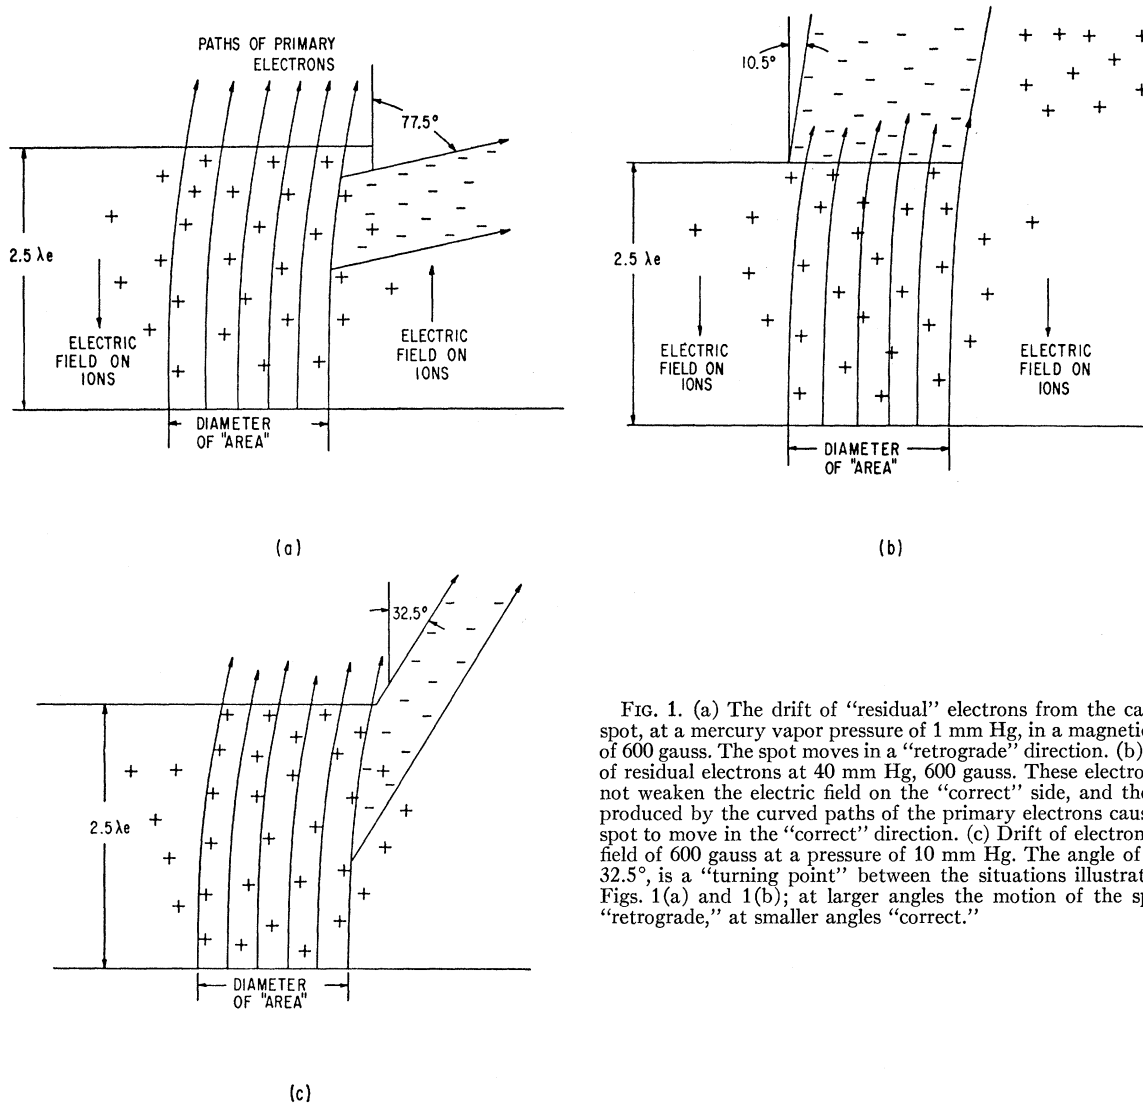 PATHS OF PRIMARY
ELECTRONS
77.5°
2.5 λe
ELECTRIC
FIELD ON
IONS
ELECTRIC
FIELD ON
IONS
DIAMETER
OF "AREA"
(a)
10.5°
2.5 λe
ELECTRIC
FIELD ON
IONS
ELECTRIC
FIELD ON
IONS
DIAMETER
OF "AREA"
(b)
32.5°
2.5 λe
DIAMETER
OF "AREA"
(c)
FIG. 1. (a) The drift of “residual” electrons from the ca
spot, at a mercury vapor pressure of 1 mm Hg, in a magneti
of 600 gauss. The spot moves in a “retrograde” direction. (b)
of residual electrons at 40 mm Hg, 600 gauss. These electro
not weaken the electric field on the “correct” side, and the
produced by the curved paths of the primary electrons caus
spot to move in the “correct” direction. (c) Drift of electron
field of 600 gauss at a pressure of 10 mm Hg. The angle of
32.5°, is a “turning point” between the situations illustrat
Figs. 1(a) and 1(b); at larger angles the motion of the sp
“retrograde,” at smaller angles “correct.”